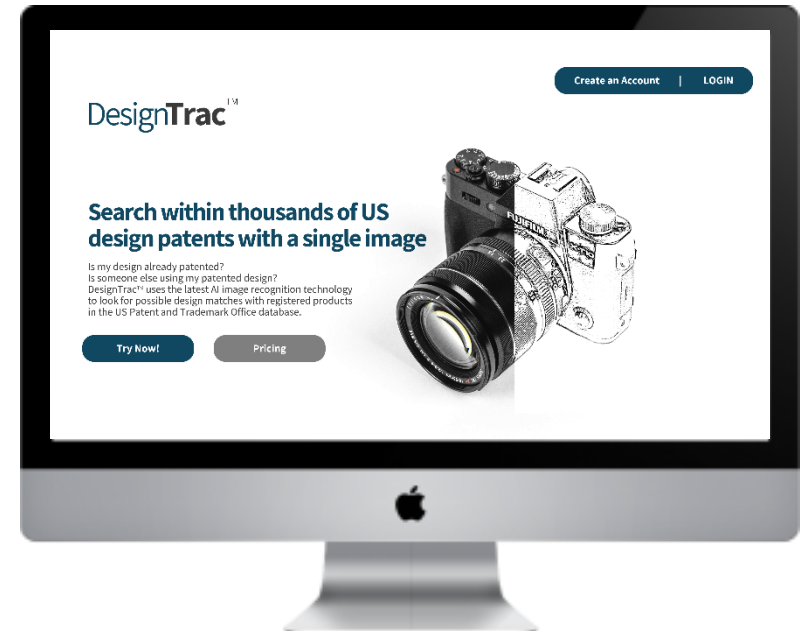 Create an Account | LOGIN
DesignTrac™
Search within thousands of US
design patents with a single image
Is my design already patented?
Is someone else using my patented design?
DesignTrac™ uses the latest AI image recognition technology
to look for possible design matches with registered products
in the US Patent and Trademark Office database.
Try Now!
Pricing
FUJIFILM